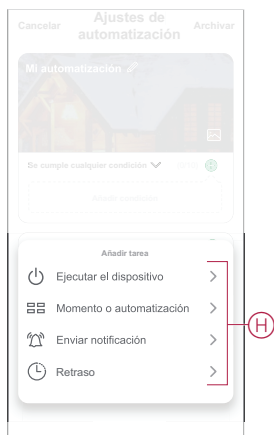 Cancelar
Ajustes de
automatización
Archivar
Mi automatización
Se cumple cualquier condición
Añadir tarea
Ejecutar el dispositivo
Momento o automatización
Enviar notificación
Retraso
H